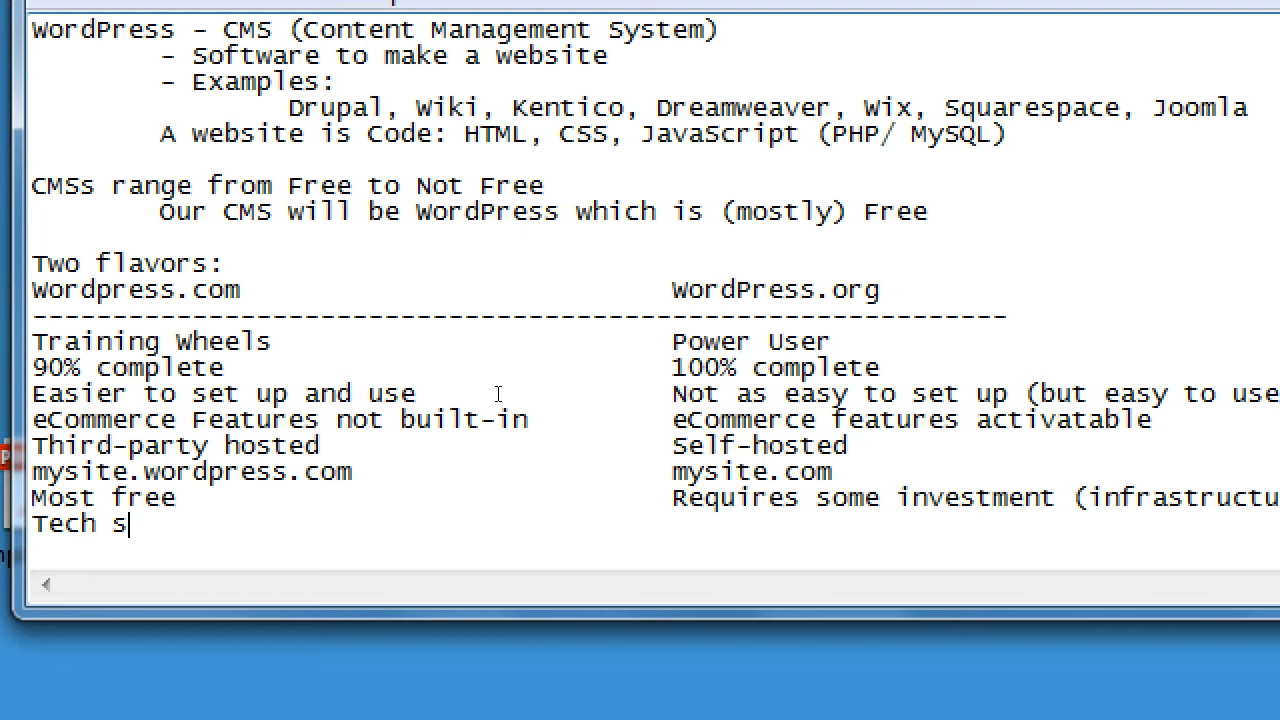 WordPress - CMS (Content Management System)
- Software to make a website
- Examples:
Drupal, Wiki, Kentico, Dreamweaver, Wix, Squarespace, Joomla
A website is Code: HTML, CSS, JavaScript (PHP/ MySQL)
CMSs range from Free to Not Free
Our CMS will be WordPress which is (mostly) Free
Two flavors:
Wordpress.com WordPress.org
-------------------------------------------------------------
Training Wheels Power User
90% complete 100% complete
Easier to set up and use Not as easy to set up (but easy to use
eCommerce Features not built-in eCommerce features activatable
Third-party hosted Self-hosted
mysite.wordpress.com mysite.com
Most free Requires some investment (infrastructu
Tech s